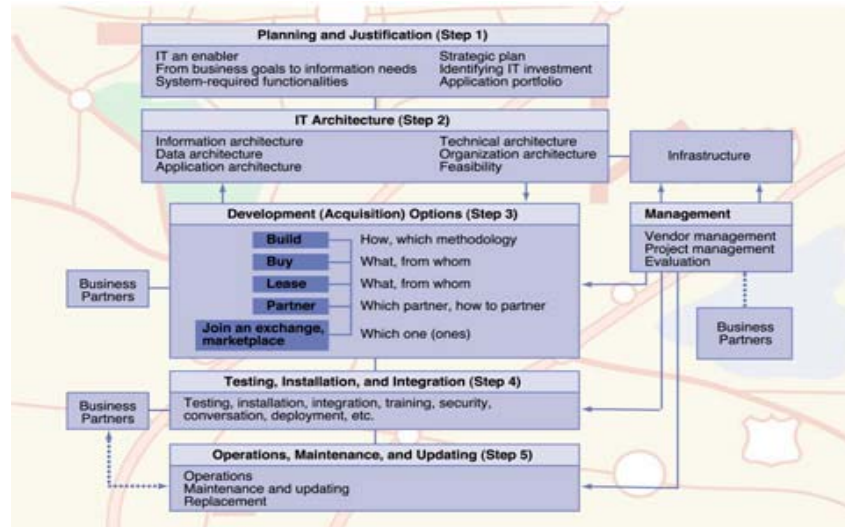 Planning and Justification (Step 1)
IT an enabler
From business goals to information needs
System-required functionalities
Strategic plan
Identifying IT investment
Application portfolio
IT Architecture (Step 2)
Information architecture
Data architecture
Application architecture
Technical architecture
Organization architecture
Feasibility
Infrastructure
Development (Acquisition) Options (Step 3)
Build
How, which methodology
Buy
What, from whom
Lease
What, from whom
Partner
Which partner, how to partner
Join an exchange,
marketplace
Which one (ones)
Business
Partners
Management
Vendor management
Project management
Evaluation
Business
Partners
Testing, Installation, and Integration (Step 4)
Testing, installation, integration, training, security,
conversation, deployment, etc.
Business
Partners
Operations, Maintenance, and Updating (Step 5)
Operations
Maintenance and updating
Replacement